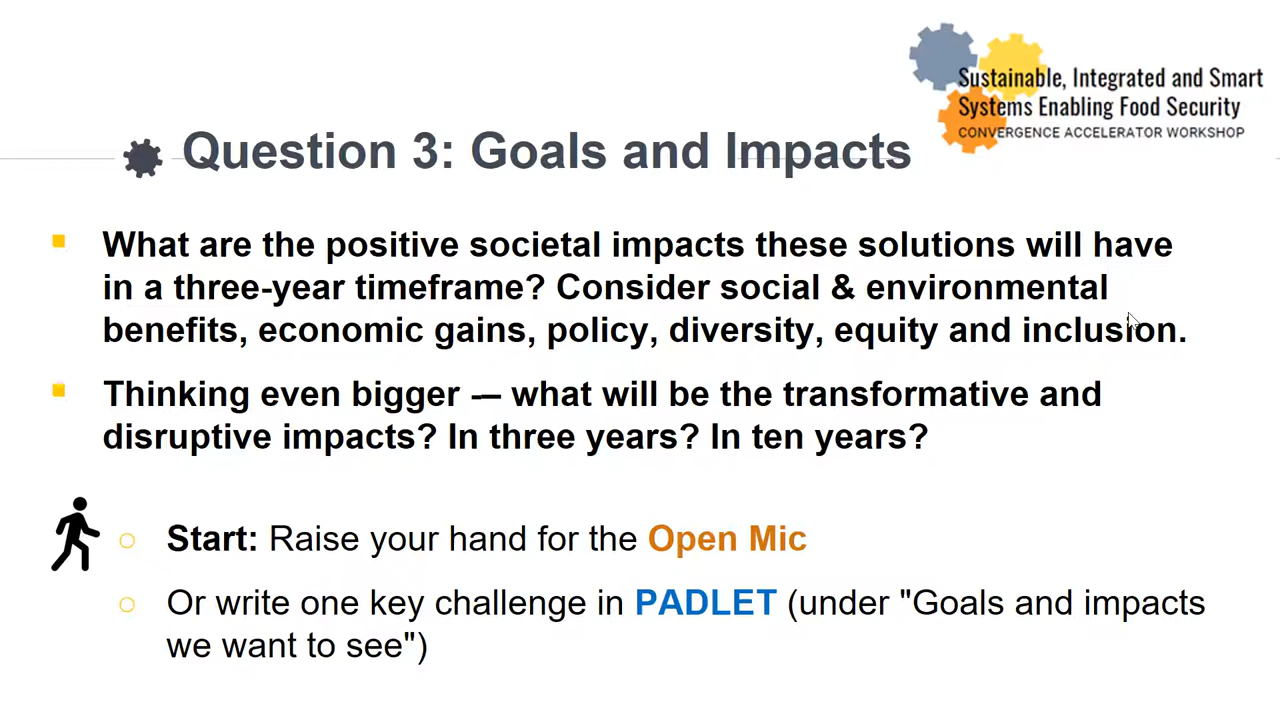 Sustainable, Integrated and Smart
Systems Enabling Food Security
CONVERGENCE ACCELERATOR WORKSHOP
Question 3: Goals and Impacts
What are the positive societal impacts these solutions will have
in a three-year timeframe? Consider social & environmental
benefits, economic gains, policy, diversity, equity and inclusion.
Thinking even bigger -– what will be the transformative and
disruptive impacts? In three years? In ten years?
Start: Raise your hand for the Open Mic
Or write one key challenge in PADLET (under "Goals and impacts
we want to see")